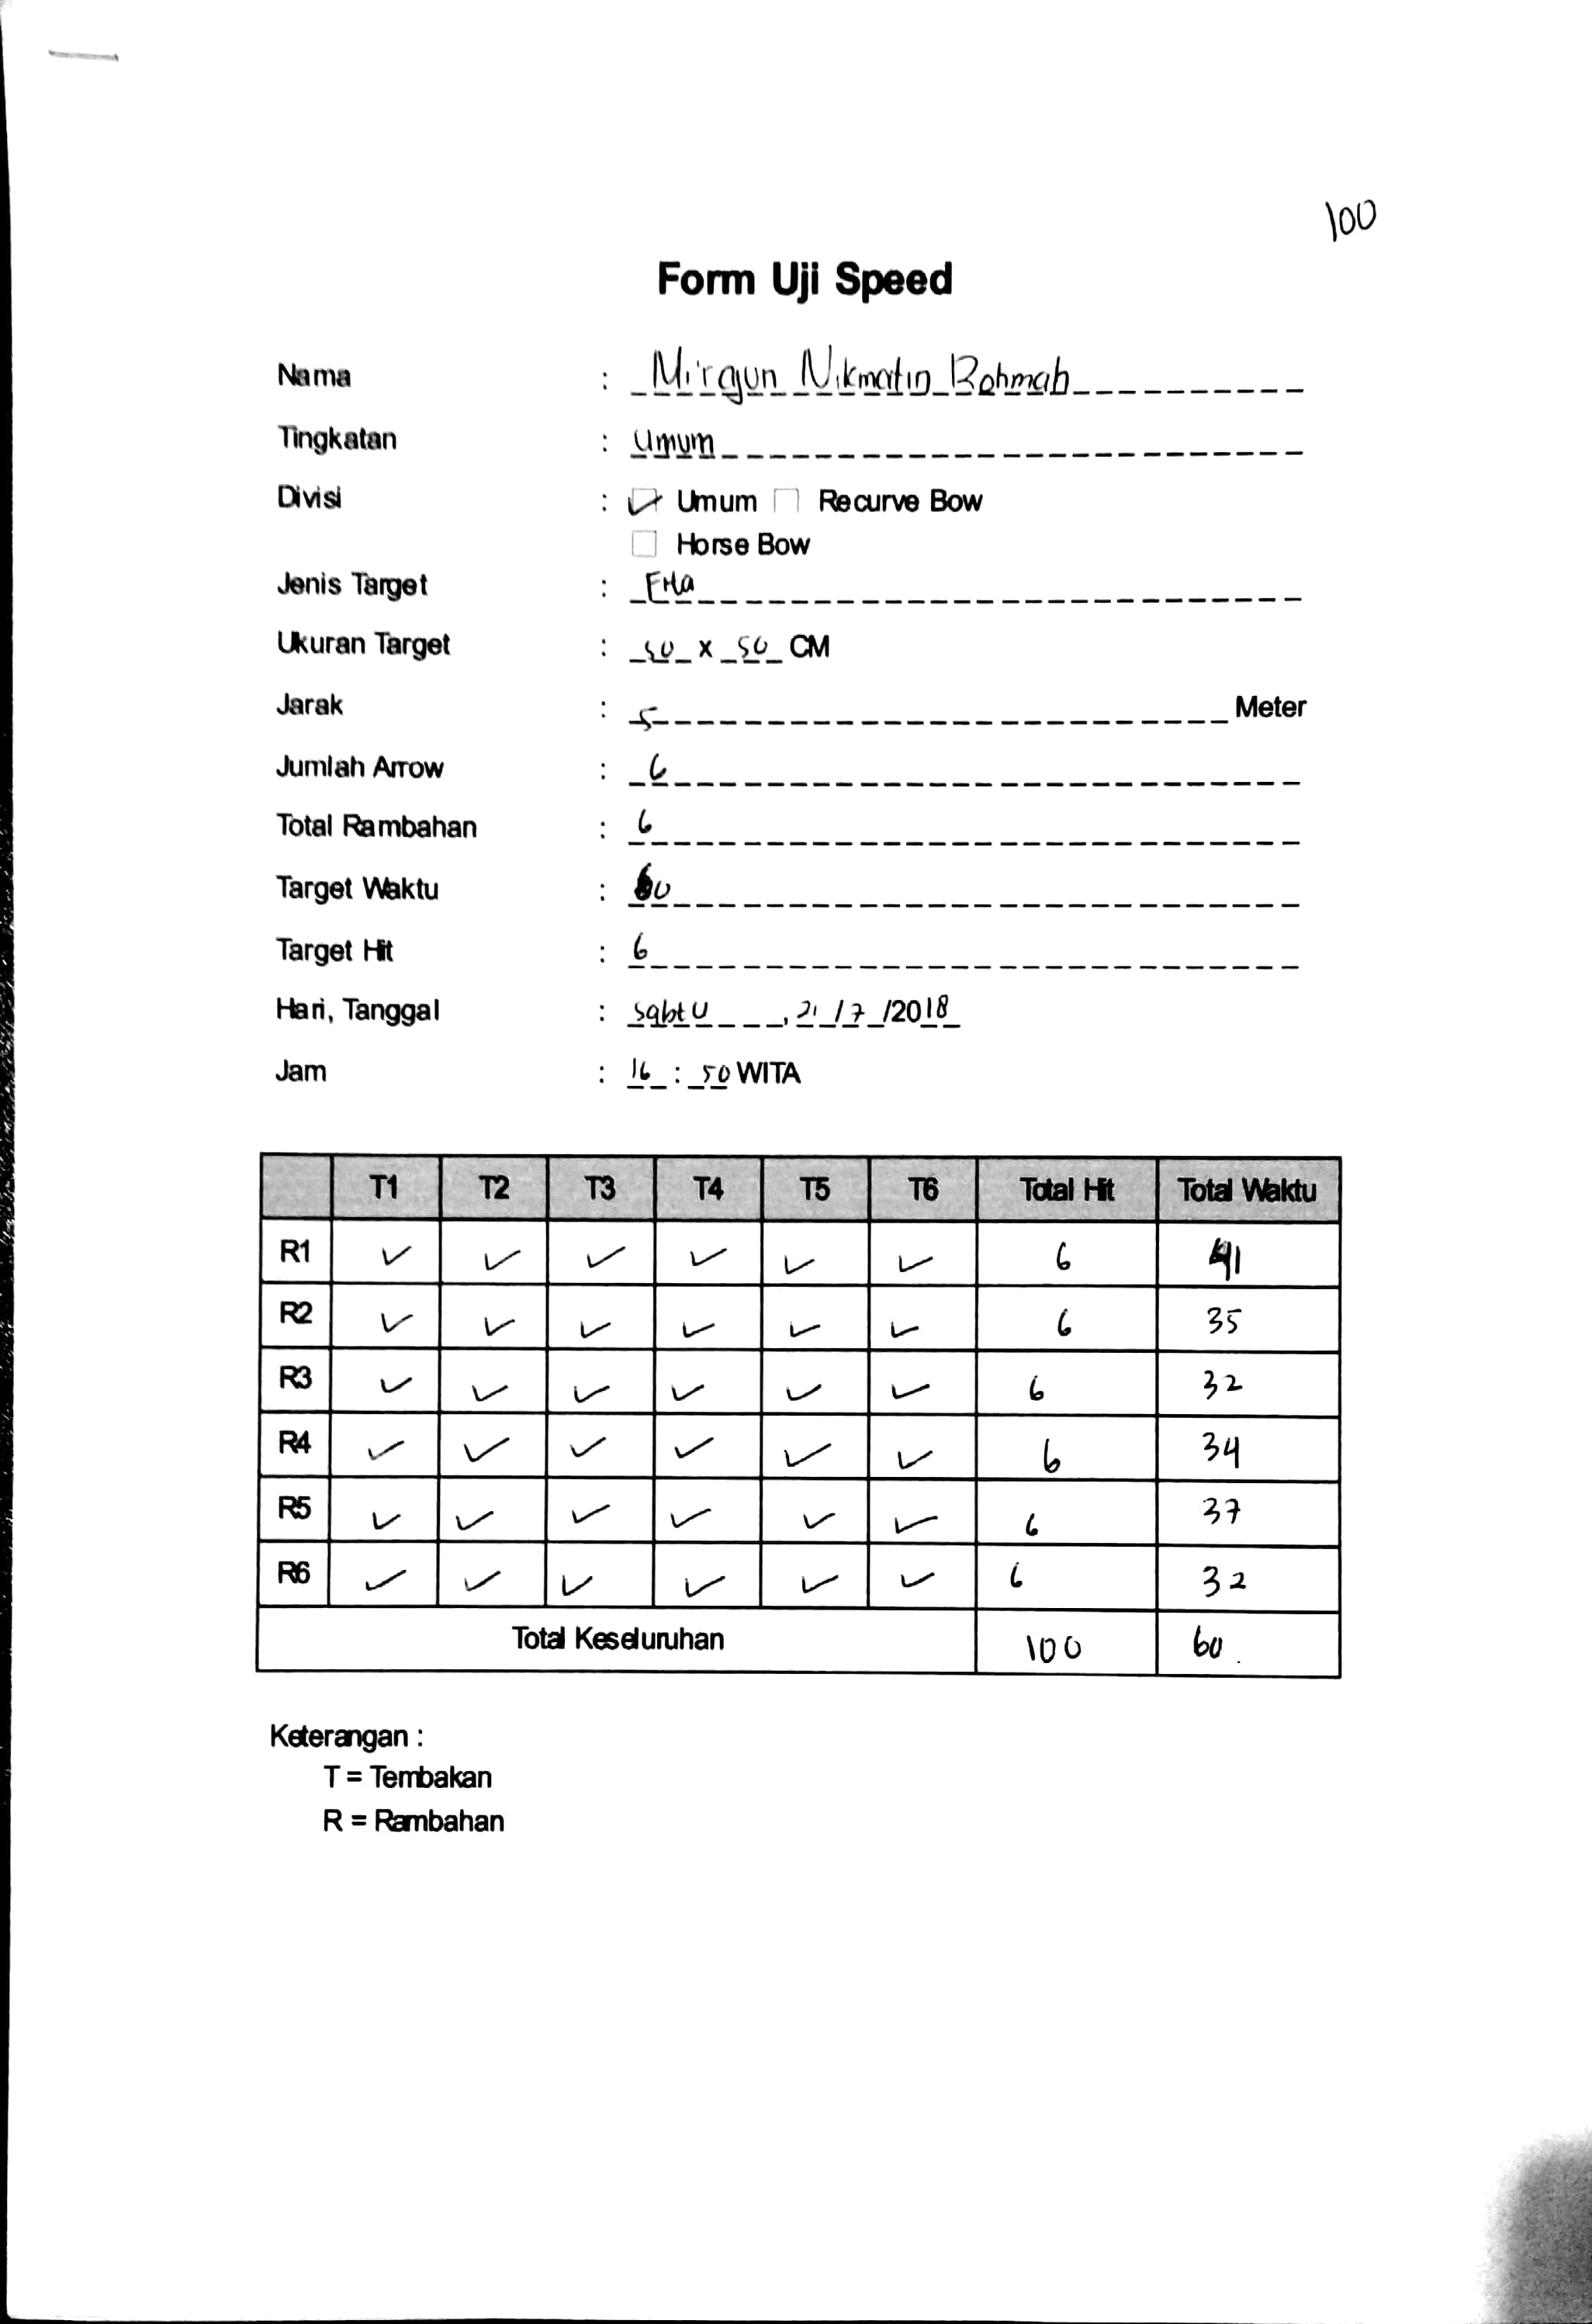 100
Form Uji Speed
Nama : Mi'rajun Nikmatin Rohmah
Tingkatan : Umum
Divisi : ✓ Umum ☐ Recurve Bow
☐ Horse Bow
Jenis Target :
Ukuran Target : 50 x 50 CM
Jarak : 5 Meter
Jumlah Arrow : 6
Total Rambahan : 6
Target Waktu : 60
Target Hit : 6
Hari, Tanggal : Sabtu, 21/7/2018
Jam : 16 : 50 WITA
T1 T2 T3 T4 T5 T6 Total Hit Total Waktu
R1 ✓ ✓ ✓ ✓ ✓ ✓ 6 41
R2 ✓ ✓ ✓ ✓ ✓ ✓ 6 35
R3 ✓ ✓ ✓ ✓ ✓ ✓ 6 32
R4 ✓ ✓ ✓ ✓ ✓ ✓ 6 34
R5 ✓ ✓ ✓ ✓ ✓ ✓ 6 37
R6 ✓ ✓ ✓ ✓ ✓ ✓ 6 32
Total Keseluruhan 100 60.
Keterangan :
T = Tembakan
R = Rambahan